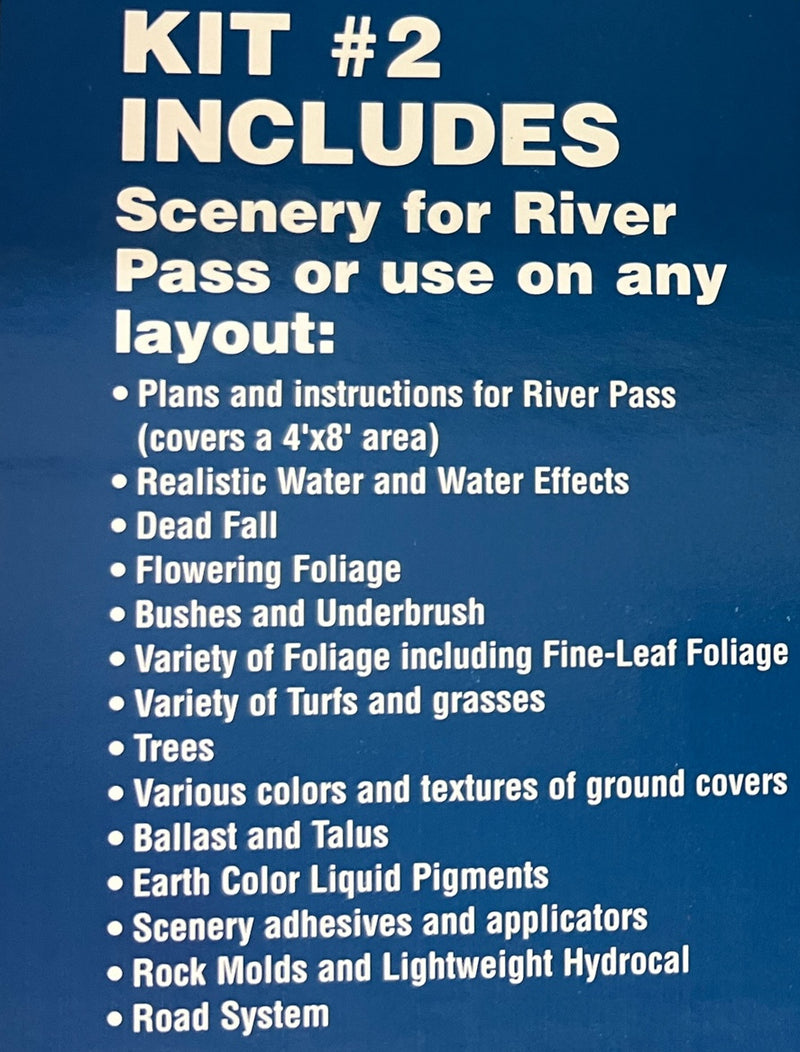 KIT #2
INCLUDES
Scenery for River
Pass or use on any
layout:
• Plans and instructions for River Pass
(covers a 4'x8' area)
• Realistic Water and Water Effects
• Dead Fall
• Flowering Foliage
• Bushes and Underbrush
• Variety of Foliage including Fine-Leaf Foliage
• Variety of Turfs and grasses
• Trees
• Various colors and textures of ground covers
• Ballast and Talus
• Earth Color Liquid Pigments
• Scenery adhesives and applicators
• Rock Molds and Lightweight Hydrocal
• Road System